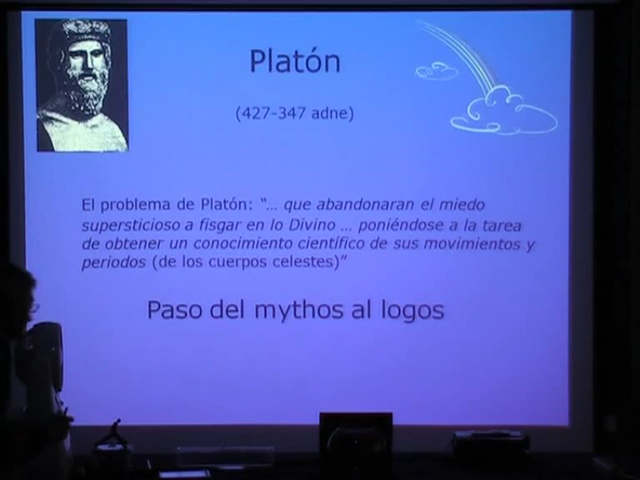 Platón
(427-347 adne)
El problema de Platón: "... que abandonaran el miedo
supersticioso a fisgar en lo Divino ... poniéndose a la tarea
de obtener un conocimiento científico de sus movimientos y
periodos (de los cuerpos celestes)"
Paso del mythos al logos